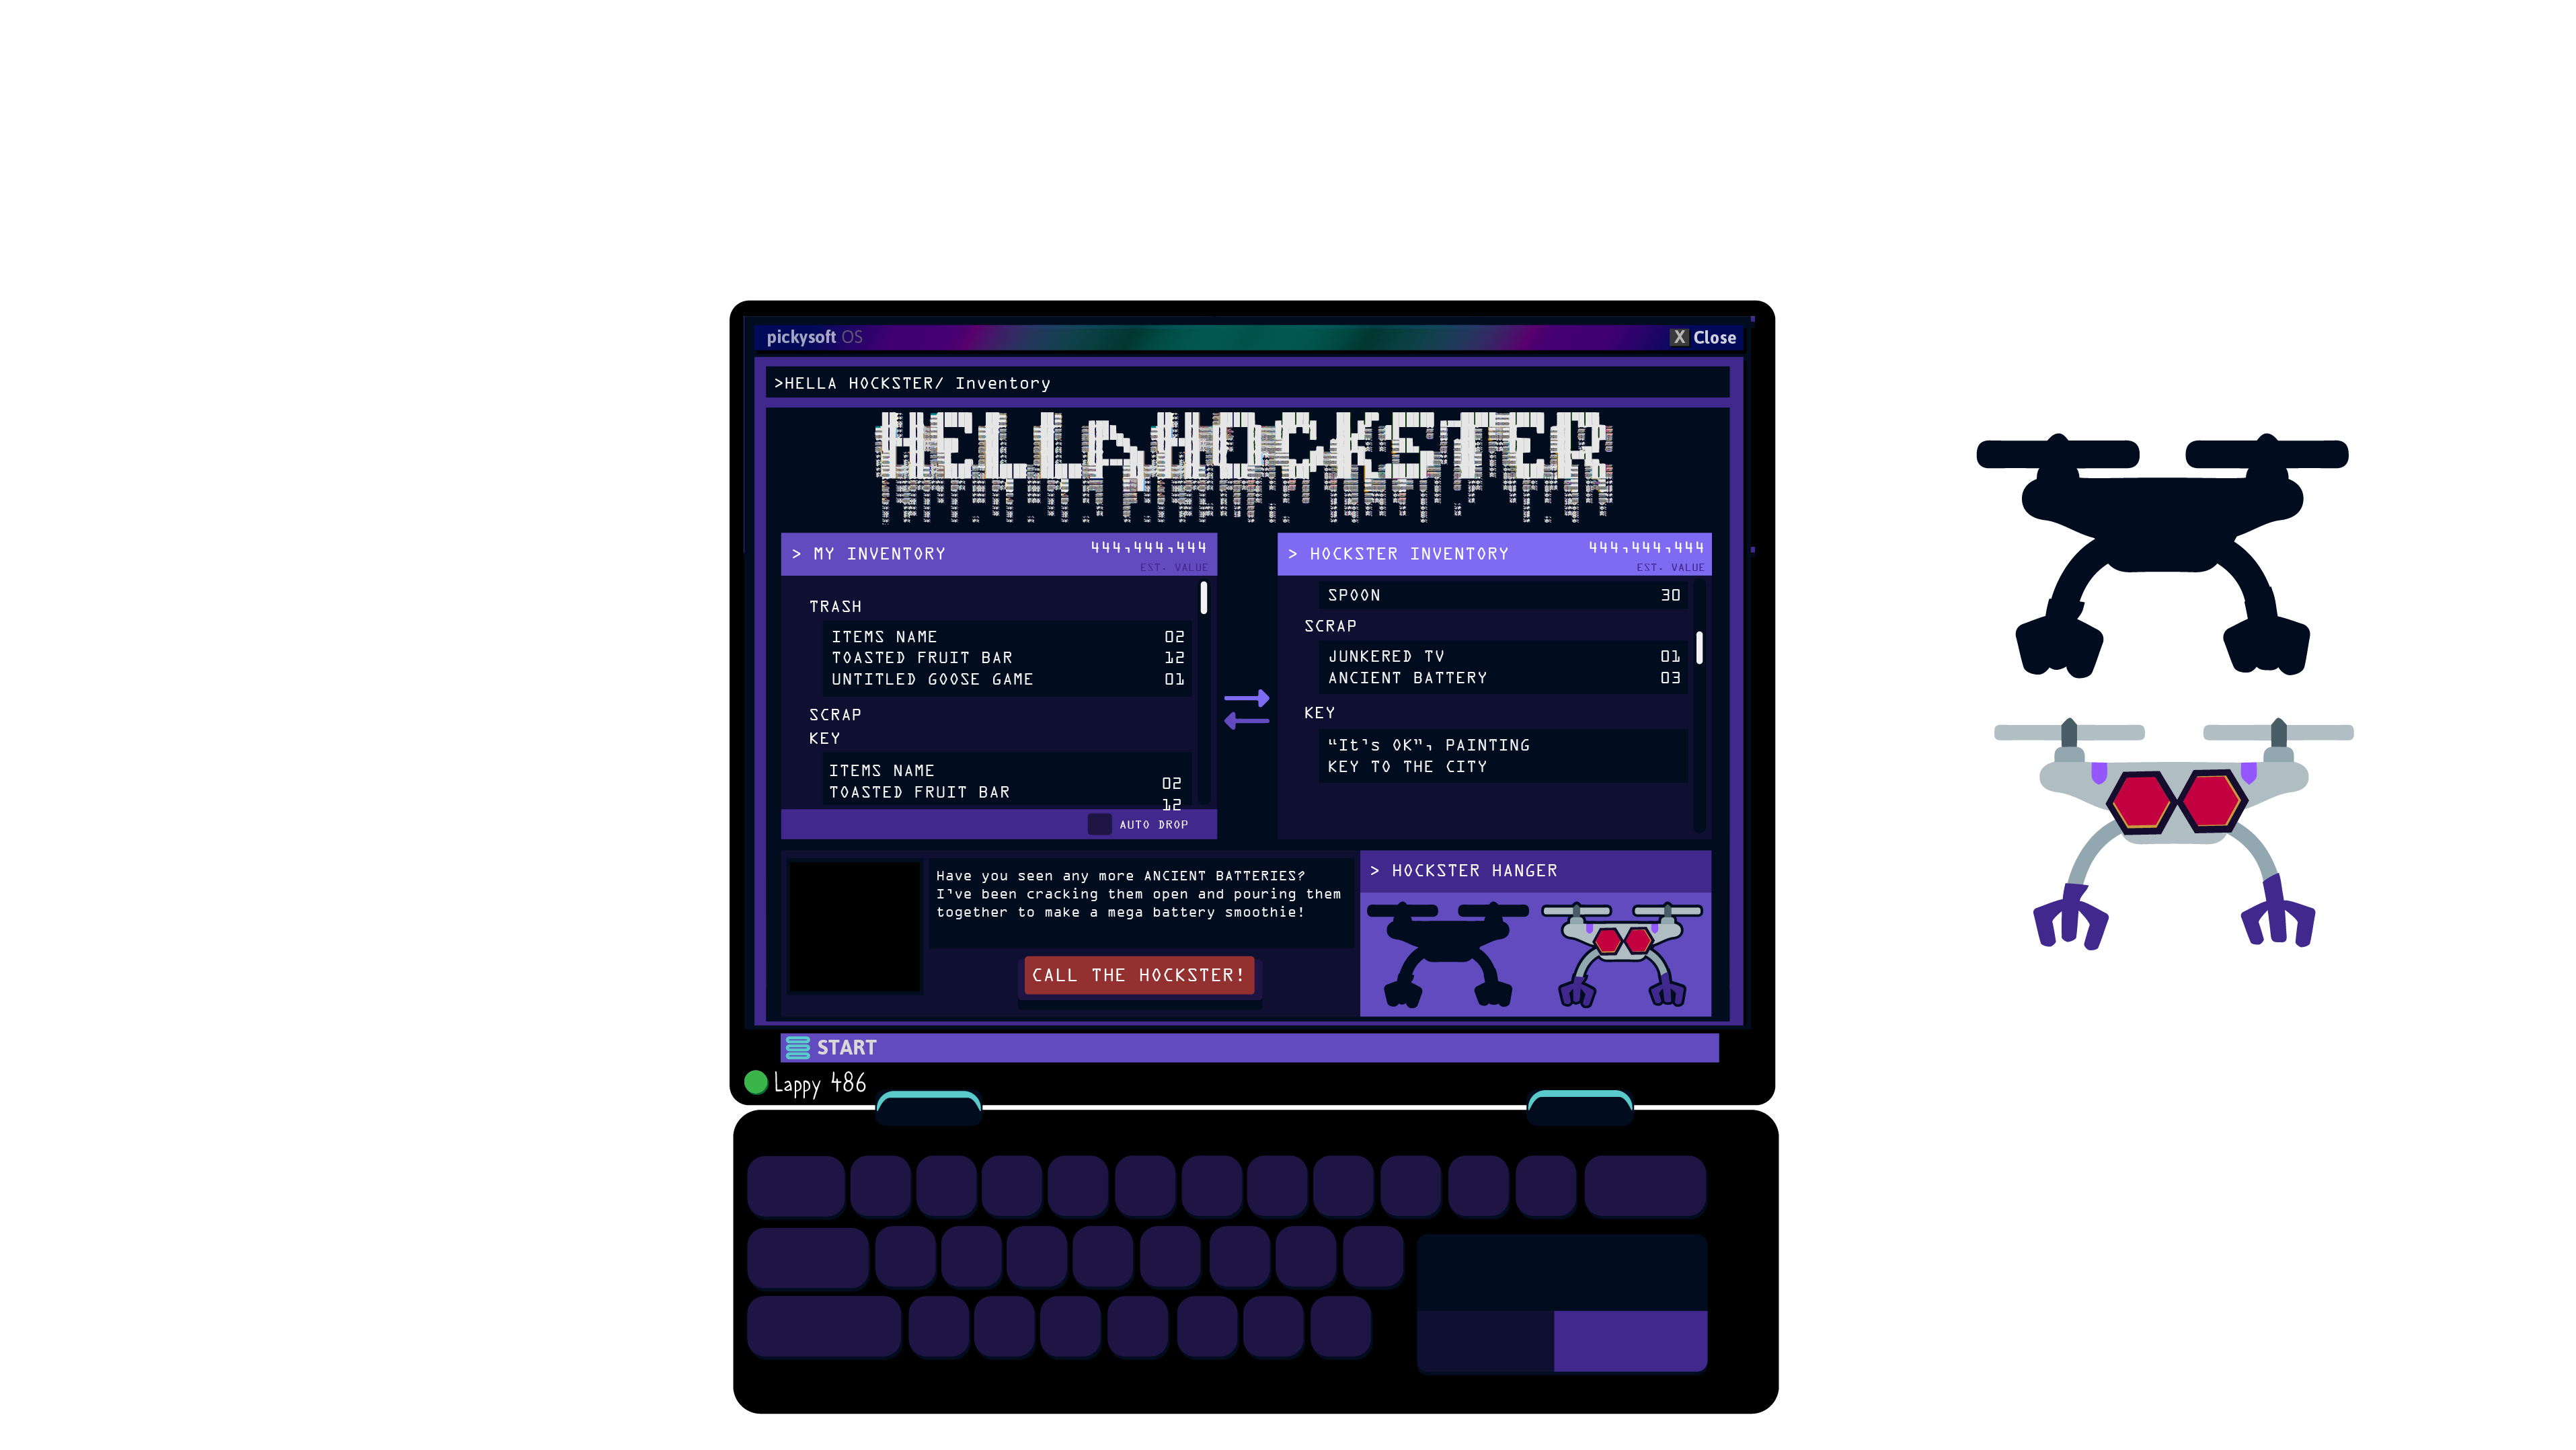 pickysoft OS
X Close
>HELLA HOCKSTER/ Inventory
HELLA HOCKSTER
> MY INVENTORY 444,444,444
EST. VALUE
TRASH
ITEMS NAME 02
TOASTED FRUIT BAR 12
UNTITLED GOOSE GAME 01
SCRAP
KEY
ITEMS NAME 02
TOASTED FRUIT BAR 12
AUTO DROP
> HOCKSTER INVENTORY 444,444,444
EST. VALUE
SPOON 30
SCRAP
JUNKERED TV 01
ANCIENT BATTERY 03
KEY
“It's OK”, PAINTING
KEY TO THE CITY
Have you seen any more ANCIENT BATTERIES?
I've been cracking them open and pouring them
together to make a mega battery smoothie!
CALL THE HOCKSTER!
> HOCKSTER HANGER
START
Lappy 486